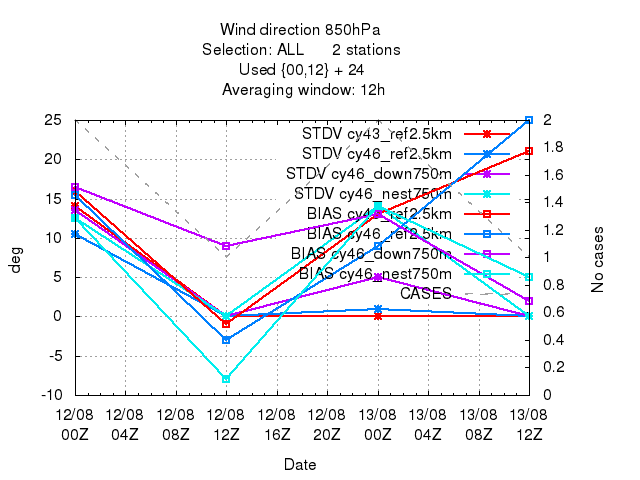 Wind direction 850hPa
Selection: ALL 2 stations
Used {00,12} + 24
Averaging window: 12h
25 2
STDV cy43_ref2.5km
STDV cy46_ref2.5km
STDV cy46_down750m
STDV cy46_nest750m
BIAS cy43_ref2.5km
BIAS cy46_ref2.5km
BIAS cy46_down750m
BIAS cy46_nest750m
CASES
20
15
10
5
0
-5
-10
1.8
1.6
1.4
1.2
1
0.8
0.6
0.4
0.2
0
deg
No cases
12/08 12/08 12/08 12/08 12/08 12/08 13/08 13/08 13/08 13/08
00Z 04Z 08Z 12Z 16Z 20Z 00Z 04Z 08Z 12Z
Date